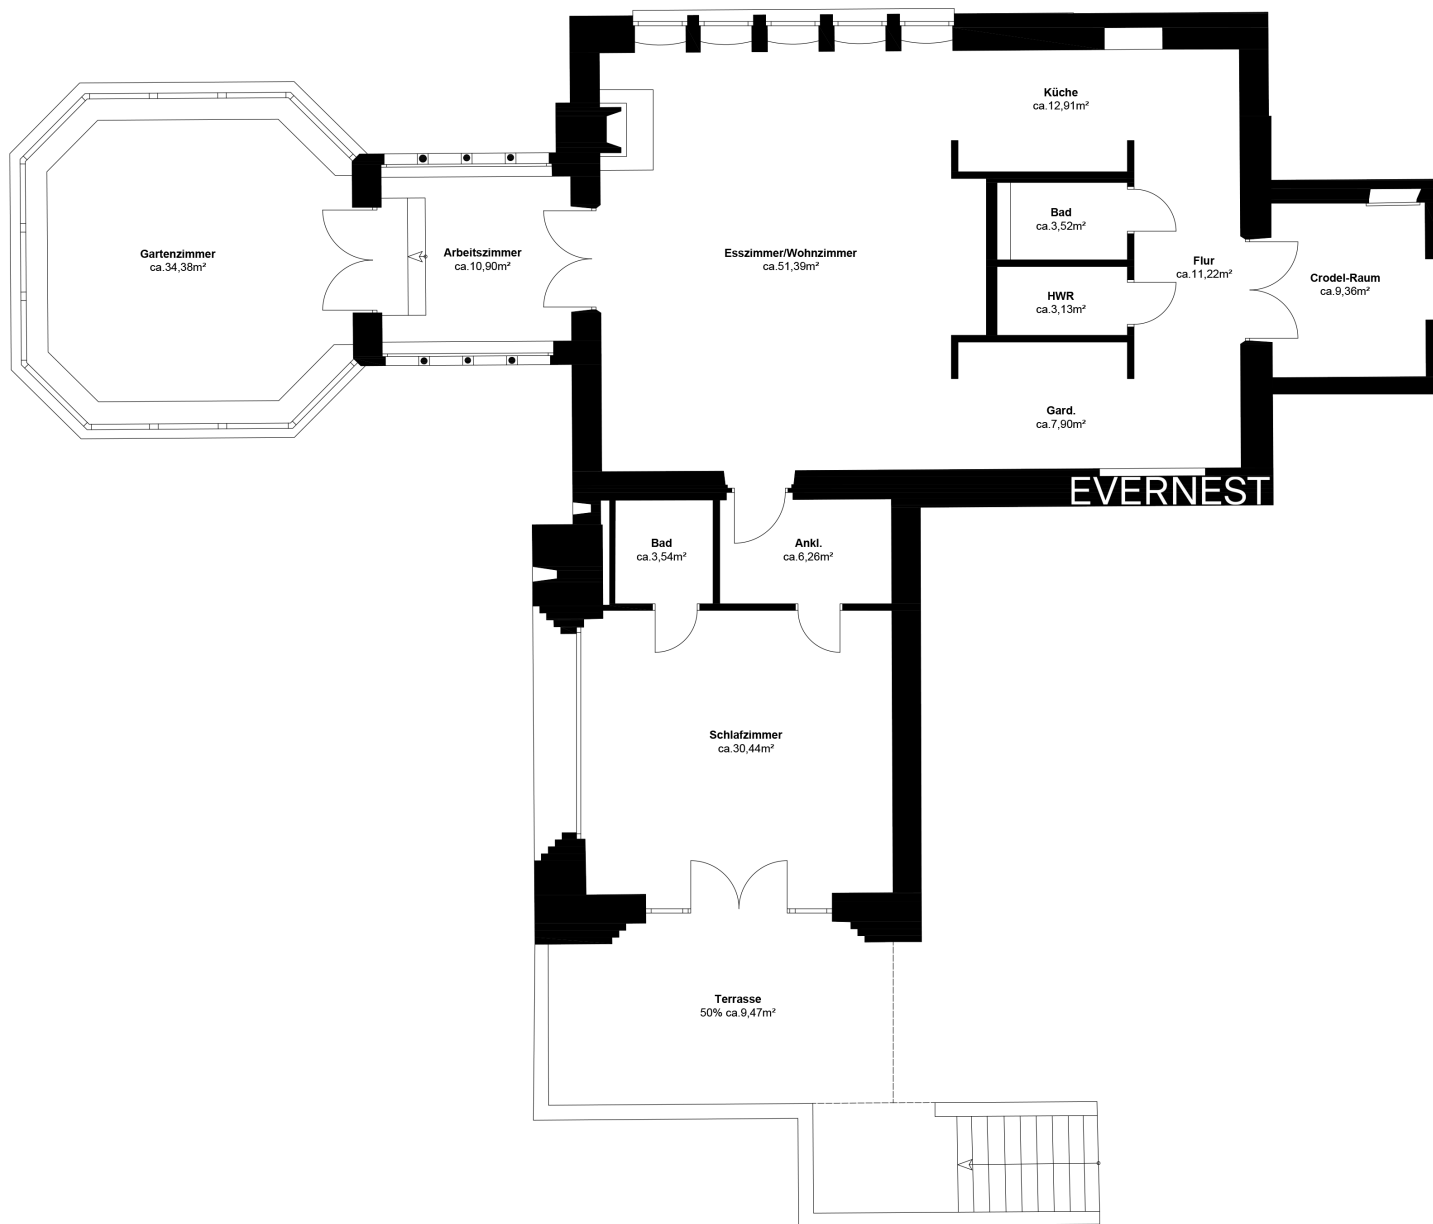 Küche
ca.12,91m²
Bad
ca.3,52m²
Gartenzimmer
ca.34,38m²
Arbeitszimmer
ca.10,90m²
Esszimmer/Wohnzimmer
ca.51,39m²
Flur
ca.11,22m²
Crodel-Raum
ca.9,36m²
HWR
ca.3,13m²
Gard.
ca.7,90m²
EVERNEST
Bad
ca.3,54m²
Ankl.
ca.6,26m²
Schlafzimmer
ca.30,44m²
Terrasse
50% ca.9,47m²